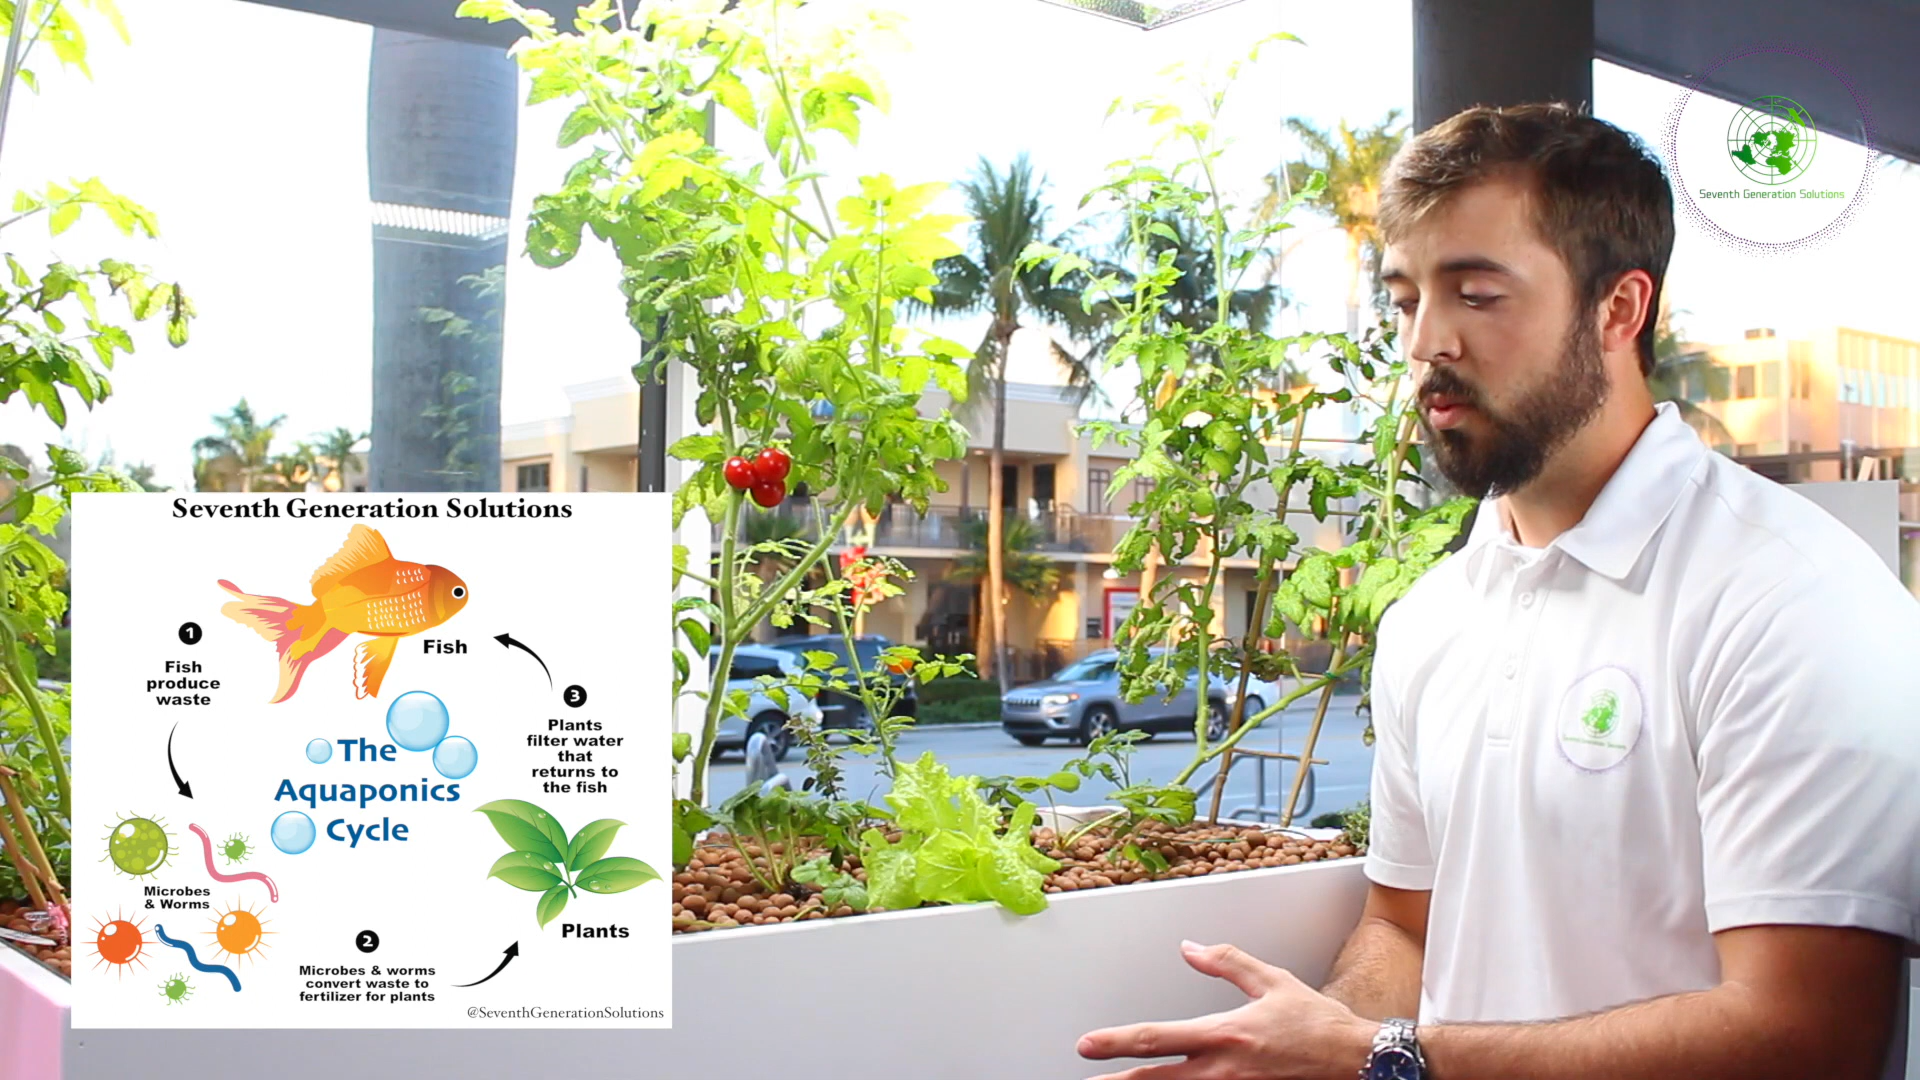 Seventh Generation Solutions
Fish
1
Fish
produce
waste
3
Plants
filter water
that
returns to
the fish
The
Aquaponics
Cycle
Microbes
& Worms
Plants
2
Microbes & worms
convert waste to
fertilizer for plants
@SeventhGenerationSolutions
Seventh Generation Solutions